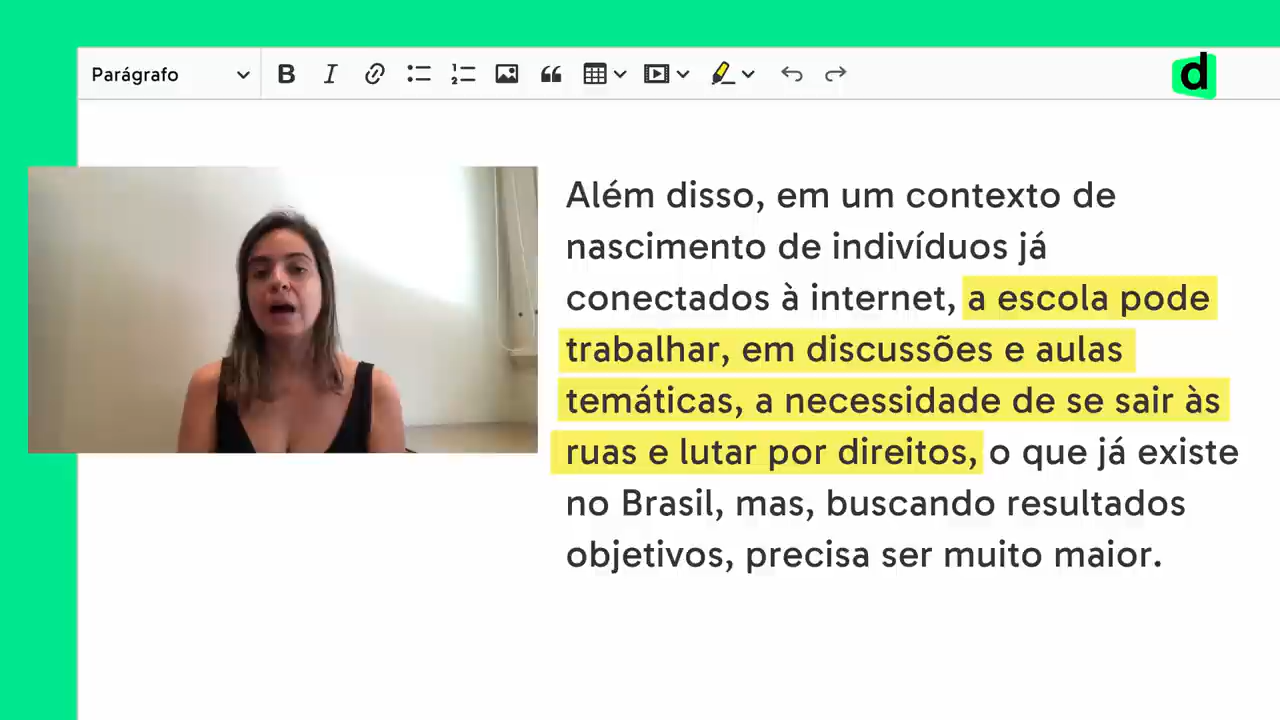 Parágrafo
B
I
d
Além disso, em um contexto de
nascimento de indivíduos já
conectados à internet, a escola pode
trabalhar, em discussões e aulas
temáticas, a necessidade de se sair às
ruas e lutar por direitos, o que já existe
no Brasil, mas, buscando resultados
objetivos, precisa ser muito maior.